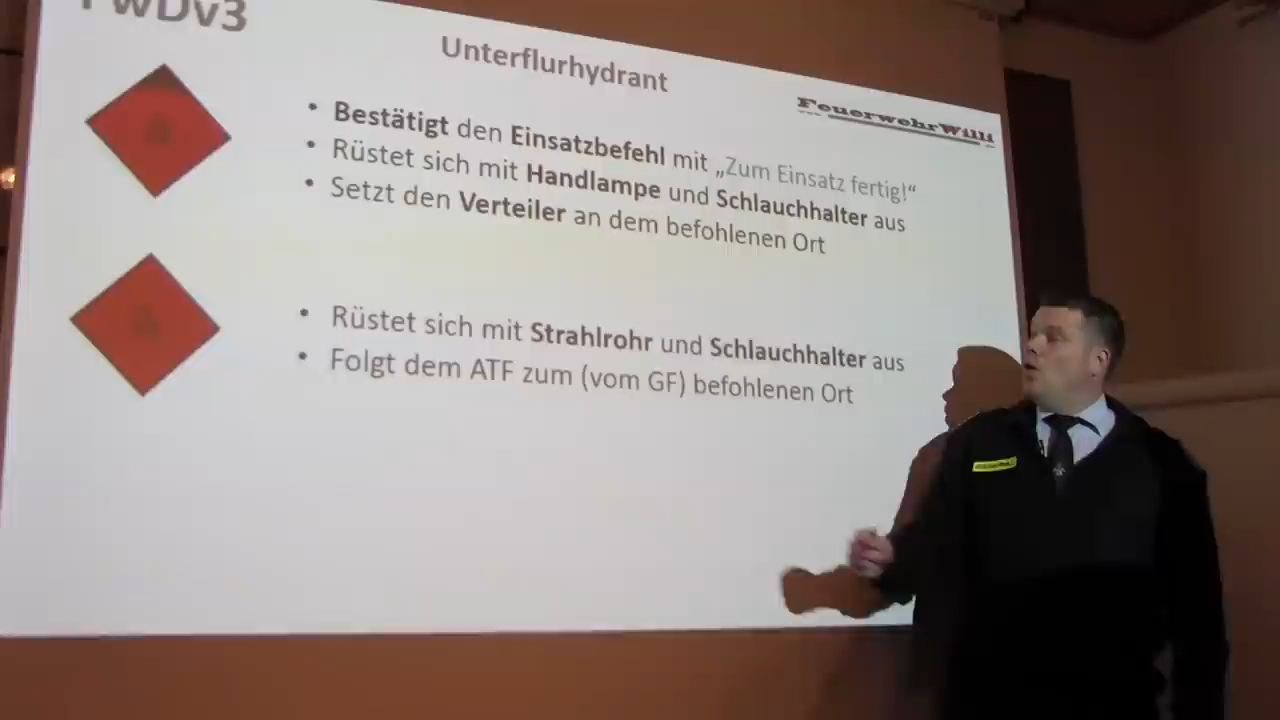 FwDv3
Unterflurhydrant
FeuerwehrWilli
• Bestätigt den Einsatzbefehl mit „Zum Einsatz fertig!“
• Rüstet sich mit Handlampe und Schlauchhalter aus
• Setzt den Verteiler an dem befohlenen Ort
• Rüstet sich mit Strahlrohr und Schlauchhalter aus
• Folgt dem ATF zum (vom GF) befohlenen Ort